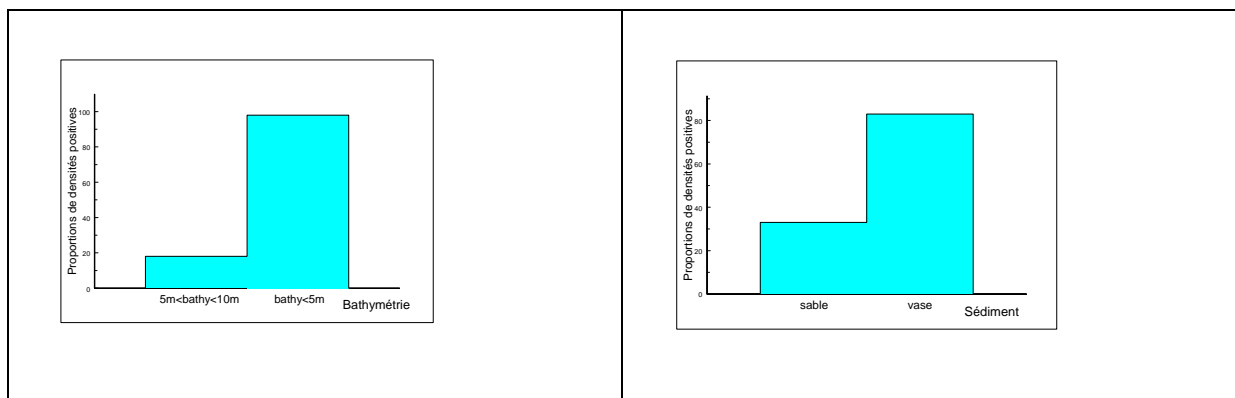 Proportions de densités positives
100
80
60
40
20
0
5m<bathy<10m
bathy<5m
Bathymétrie
Proportions de densités positives
80
60
40
20
0
sable
vase
Sédiment